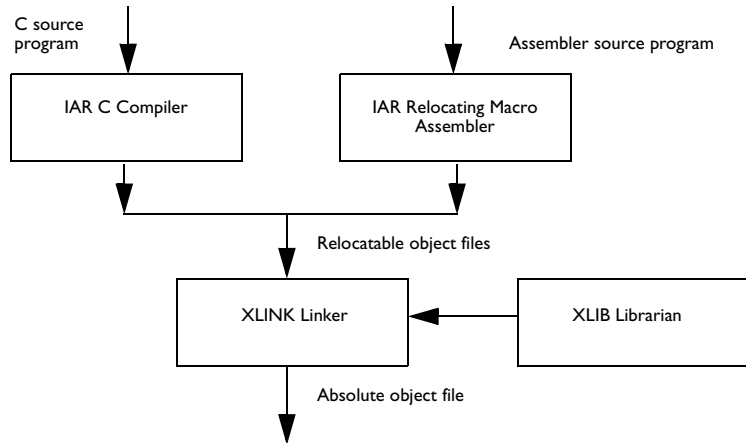 C source
program
Assembler source program
IAR C Compiler
IAR Relocating Macro
Assembler
Relocatable object files
XLINK Linker
XLIB Librarian
Absolute object file